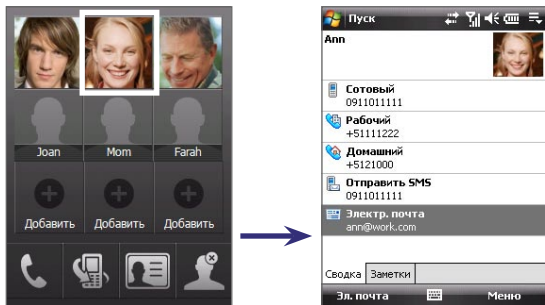 Joan Mom Farah
Добавить Добавить Добавить
Пуск
Ann
Сотовый
0911011111
Рабочий
+51111222
Домашний
+5121000
Отправить SMS
0911011111
Электр. почта
ann@work.com
Сводка Заметки
Эл. почта Меню